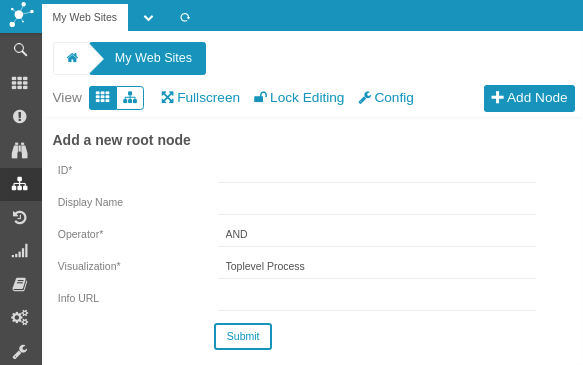 My Web Sites
My Web Sites
View Fullscreen Lock Editing Config Add Node
Add a new root node
ID*
Display Name
Operator* AND
Visualization* Toplevel Process
Info URL
Submit